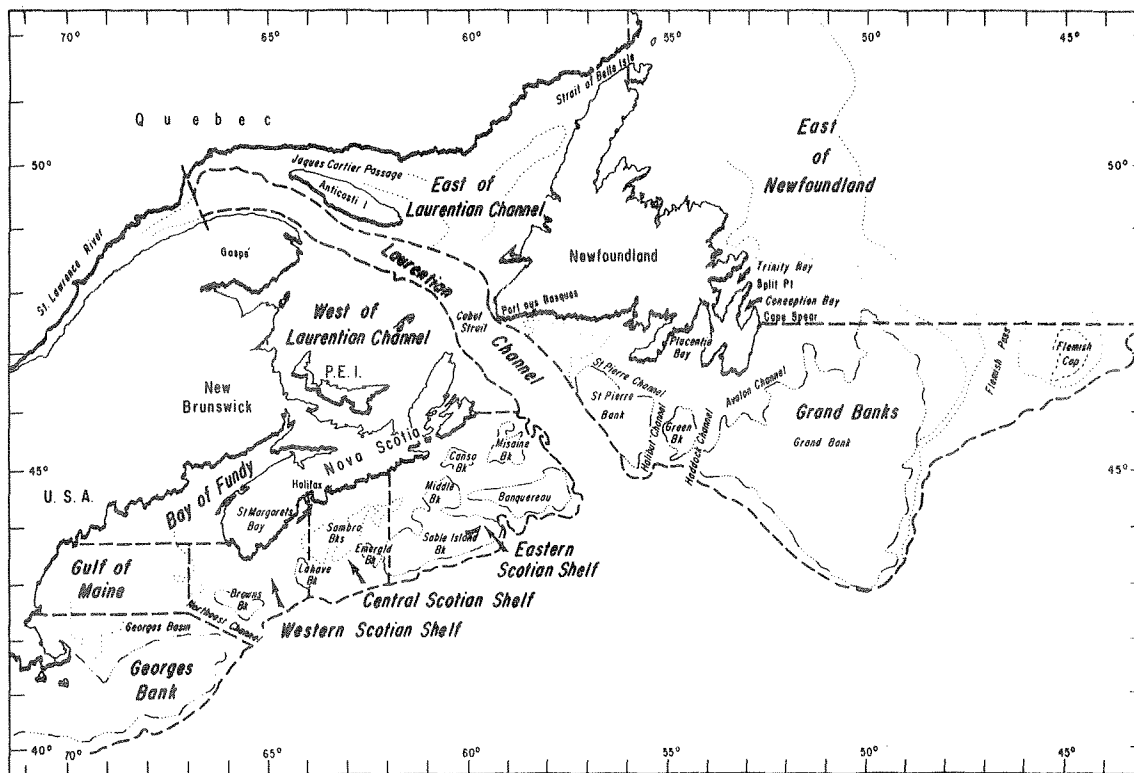 70°
65°
60°
55°
50°
45°
Strait of Belle Isle
Quebec
East
of
Newfoundland
50°
50°
Jaques Cartier Passage
Anticosti I
East of
Laurentian Channel
St. Lawrence River
Gaspé
Laurentian
Channel
Newfoundland
Trinity Bay
Split Pt
Conception Bay
Cape Spear
Port aux Basques
Cabot
Strait
Placentia
Bay
West of
Laurentian Channel
P.E.I.
New
Brunswick
St Pierre Channel
St Pierre
Bank
Halibut Channel
Green
Bk
Haddock Channel
Avalon Channel
Grand Banks
Grand Bank
Flemish Pass
Flemish
Cap
45°
45°
U.S.A.
Bay of Fundy
Nova Scotia
Halifax
St Margarets
Bay
Canso
Bk
Misaine
Bk
Middle
Bk
Banquereau
Sambro
Bks
Emerald
Bk
Sable Island
Bk
Lahave
Bk
Browns
Bk
Eastern
Scotian Shelf
Central Scotian Shelf
Western Scotian Shelf
Gulf of
Maine
Northeast Channel
Georges Basin
Georges
Bank
40°
70°
65°
60°
55°
50°
45°
40°